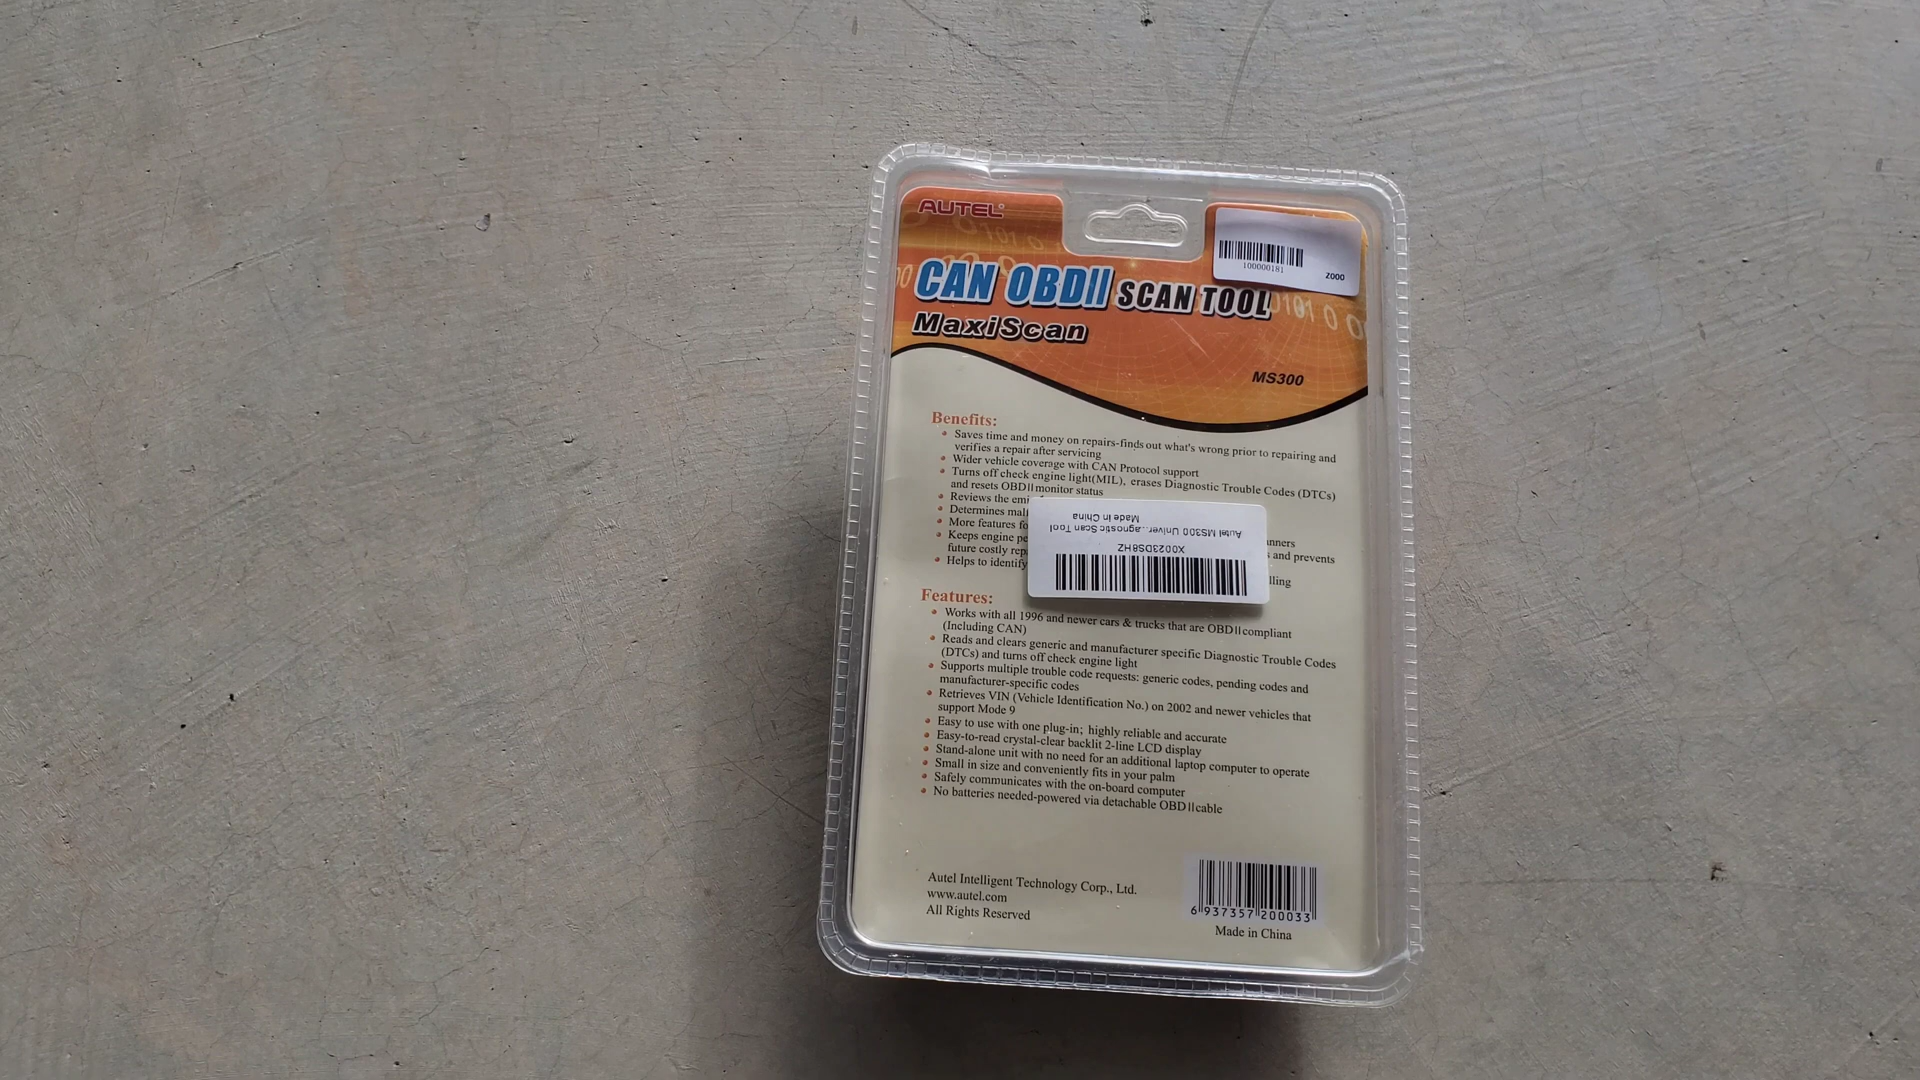 AUTEL
100000181
Z000
CAN OBDII SCAN TOOL
MaxiScan
MS300
Benefits:
• Saves time and money on repairs-finds out what's wrong prior to repairing and
verifies a repair after servicing
• Wider vehicle coverage with CAN Protocol support
• Turns off check engine light(MIL), erases Diagnostic Trouble Codes (DTCs)
and resets OBDII monitor status
• Reviews the
• Determines
• More features
• Keeps engine
and prevents
future costly
• Helps to identify
Autel MS300 Univer...agnostic Scan Tool
Made in China
X0023DS8HZ
Features:
• Works with all 1996 and newer cars & trucks that are OBDII compliant
(Including CAN)
• Reads and clears generic and manufacturer specific Diagnostic Trouble Codes
(DTCs) and turns off check engine light
• Supports multiple trouble code requests: generic codes, pending codes and
manufacturer-specific codes
• Retrieves VIN (Vehicle Identification No.) on 2002 and newer vehicles that
support Mode 9
• Easy to use with one plug-in; highly reliable and accurate
• Easy-to-read crystal-clear backlit 2-line LCD display
• Stand-alone unit with no need for an additional laptop computer to operate
• Small in size and conveniently fits in your palm
• Safely communicates with the on-board computer
• No batteries needed-powered via detachable OBDII cable
Autel Intelligent Technology Corp., Ltd.
www.autel.com
All Rights Reserved
6 937357 200033
Made in China